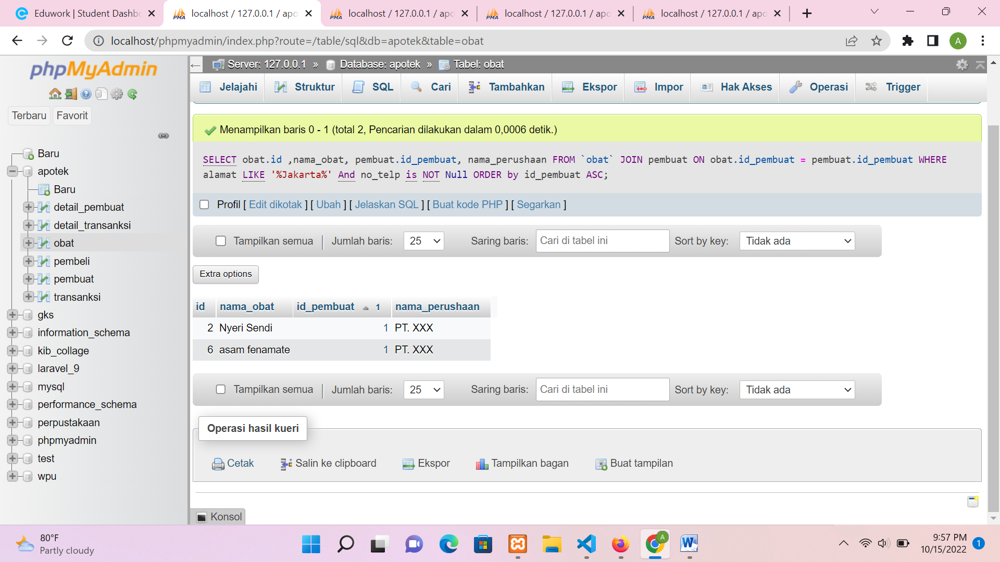 Eduwork | Student Dashbo
localhost / 127.0.0.1 / apo
localhost / 127.0.0.1 / apo
localhost / 127.0.0.1 / apo
localhost / 127.0.0.1 / apo
localhost/phpmyadmin/index.php?route=/table/sql&db=apotek&table=obat
A
phpMyAdmin
Terbaru
Favorit
Baru
apotek
Baru
detail_pembuat
detail_transanksi
obat
pembeli
pembuat
transanksi
gks
information_schema
kib_collage
laravel_9
mysql
performance_schema
perpustakaan
phpmyadmin
test
wpu
Server: 127.0.0.1 » Database: apotek » Tabel: obat
Jelajahi Struktur SQL Cari Tambahkan Ekspor Impor Hak Akses Operasi Trigger
Menampilkan baris 0 - 1 (total 2, Pencarian dilakukan dalam 0,0006 detik.)
SELECT obat.id ,nama_obat, pembuat.id_pembuat, nama_perushaan FROM `obat` JOIN pembuat ON obat.id_pembuat = pembuat.id_pembuat WHERE
alamat LIKE '%Jakarta%' And no_telp is NOT Null ORDER by id_pembuat ASC;
Profil [ Edit dikotak ] [ Ubah ] [ Jelaskan SQL ] [ Buat kode PHP ] [ Segarkan ]
Tampilkan semua | Jumlah baris: 25 Saring baris: Cari di tabel ini Sort by key: Tidak ada
Extra options
id nama_obat id_pembuat 1 nama_perushaan
2 Nyeri Sendi 1 PT. XXX
6 asam fenamate 1 PT. XXX
Tampilkan semua | Jumlah baris: 25 Saring baris: Cari di tabel ini Sort by key: Tidak ada
Operasi hasil kueri
Cetak Salin ke clipboard Ekspor Tampilkan bagan Buat tampilan
Konsol
80°F
Partly cloudy
A
W
9:57 PM
10/15/2022
1